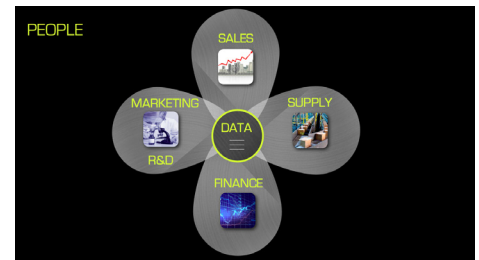 PEOPLE
SALES
MARKETING
SUPPLY
DATA
R&D
FINANCE